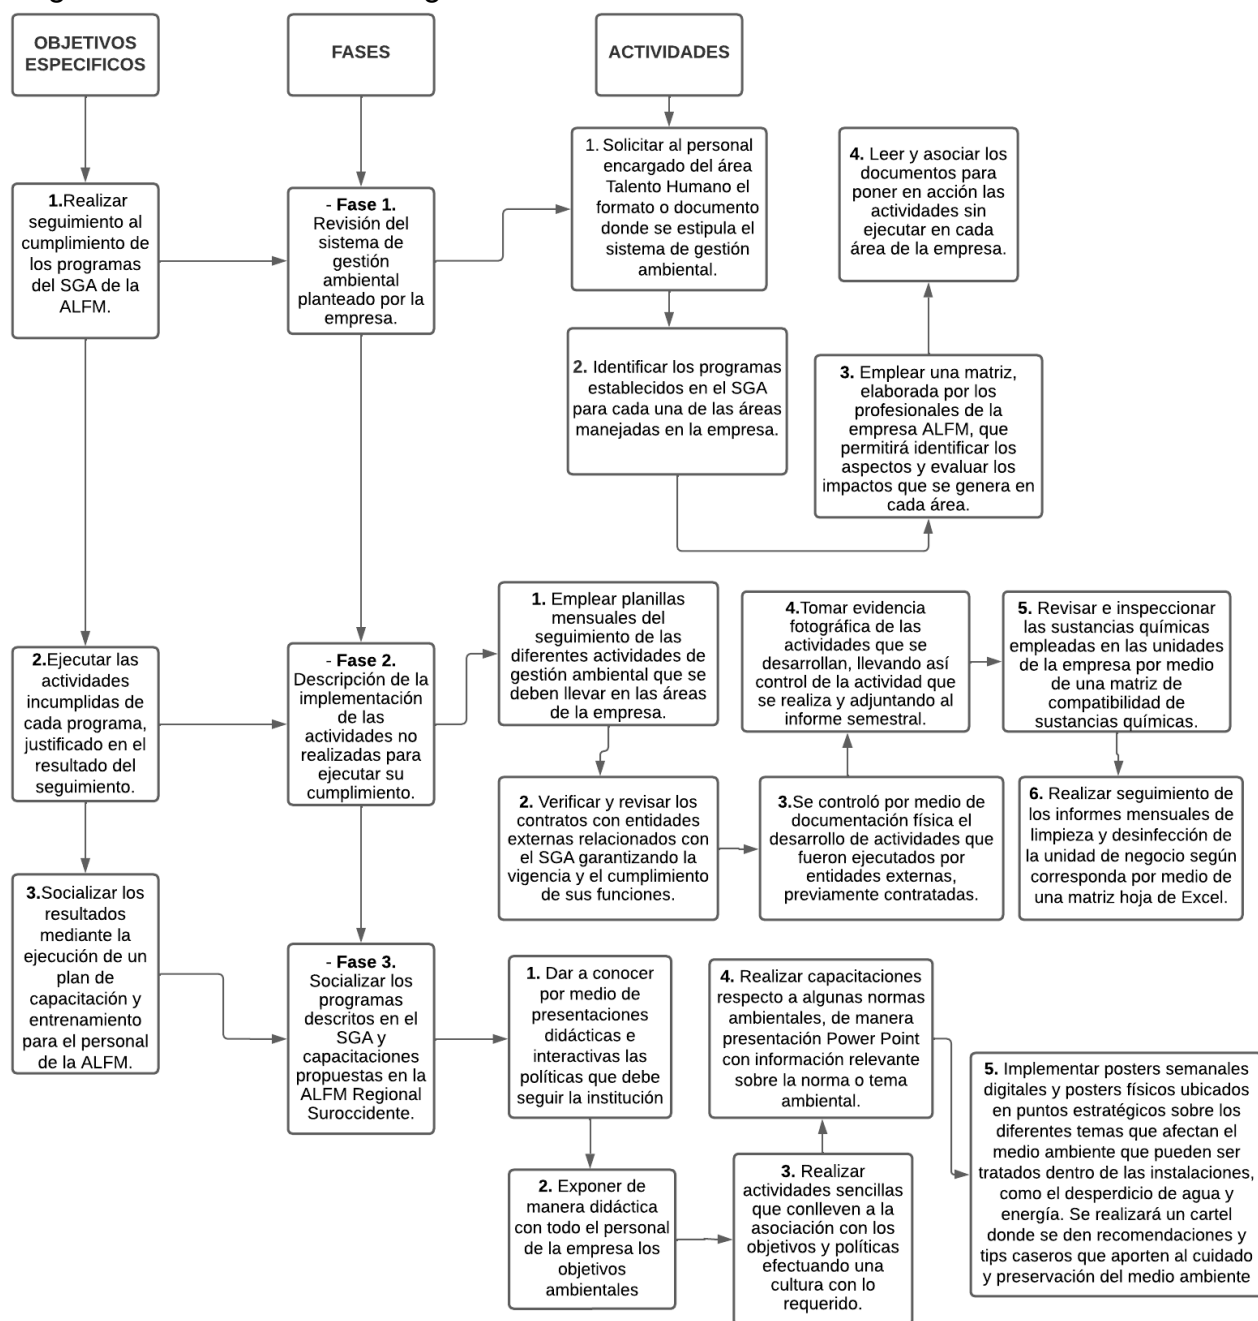 OBJETIVOS
ESPECIFICOS
FASES
ACTIVIDADES
1.Realizar
seguimiento al
cumplimiento de
los programas
del SGA de la
ALFM.
- Fase 1.
Revisión del
sistema de
gestión
ambiental
planteado por la
empresa.
1. Solicitar al personal
encargado del área
Talento Humano el
formato o documento
donde se estipula el
sistema de gestión
ambiental.
2. Identificar los programas
establecidos en el SGA
para cada una de las áreas
manejadas en la empresa.
3. Emplear una matriz,
elaborada por los
profesionales de la
empresa ALFM, que
permitirá identificar los
aspectos y evaluar los
impactos que se genera en
cada área.
4. Leer y asociar los
documentos para
poner en acción las
actividades sin
ejecutar en cada
área de la empresa.
2.Ejecutar las
actividades
incumplidas de
cada programa,
justificado en el
resultado del
seguimiento.
- Fase 2.
Descripción de la
implementación
de las
actividades no
realizadas para
ejecutar su
cumplimiento.
1. Emplear planillas
mensuales del
seguimiento de las
diferentes actividades de
gestión ambiental que se
deben llevar en las áreas
de la empresa.
2. Verificar y revisar los
contratos con entidades
externas relacionados con
el SGA garantizando la
vigencia y el cumplimiento
de sus funciones.
3.Se controló por medio de
documentación física el
desarrollo de actividades que
fueron ejecutados por
entidades externas,
previamente contratadas.
4.Tomar evidencia
fotográfica de las
actividades que se
desarrollan, llevando así
control de la actividad que
se realiza y adjuntando al
informe semestral.
5. Revisar e inspeccionar
las sustancias químicas
empleadas en las unidades
de la empresa por medio
de una matriz de
compatibilidad de
sustancias químicas.
6. Realizar seguimiento de
los informes mensuales de
limpieza y desinfección de
la unidad de negocio según
corresponda por medio de
una matriz hoja de Excel.
3.Socializar los
resultados
mediante la
ejecución de un
plan de
capacitación y
entrenamiento
para el personal
de la ALFM.
- Fase 3.
Socializar los
programas
descritos en el
SGA y
capacitaciones
propuestas en la
ALFM Regional
Suroccidente.
1. Dar a conocer
por medio de
presentaciones
didácticas e
interactivas las
políticas que debe
seguir la institución
2. Exponer de
manera didáctica
con todo el personal
de la empresa los
objetivos
ambientales
3. Realizar
actividades sencillas
que conlleven a la
asociación con los
objetivos y políticas
efectuando una
cultura con lo
requerido.
4. Realizar capacitaciones
respecto a algunas normas
ambientales, de manera
presentación Power Point
con información relevante
sobre la norma o tema
ambiental.
5. Implementar posters semanales
digitales y posters físicos ubicados
en puntos estratégicos sobre los
diferentes temas que afectan el
medio ambiente que pueden ser
tratados dentro de las instalaciones,
como el desperdicio de agua y
energía. Se realizará un cartel
donde se den recomendaciones y
tips caseros que aporten al cuidado
y preservación del medio ambiente